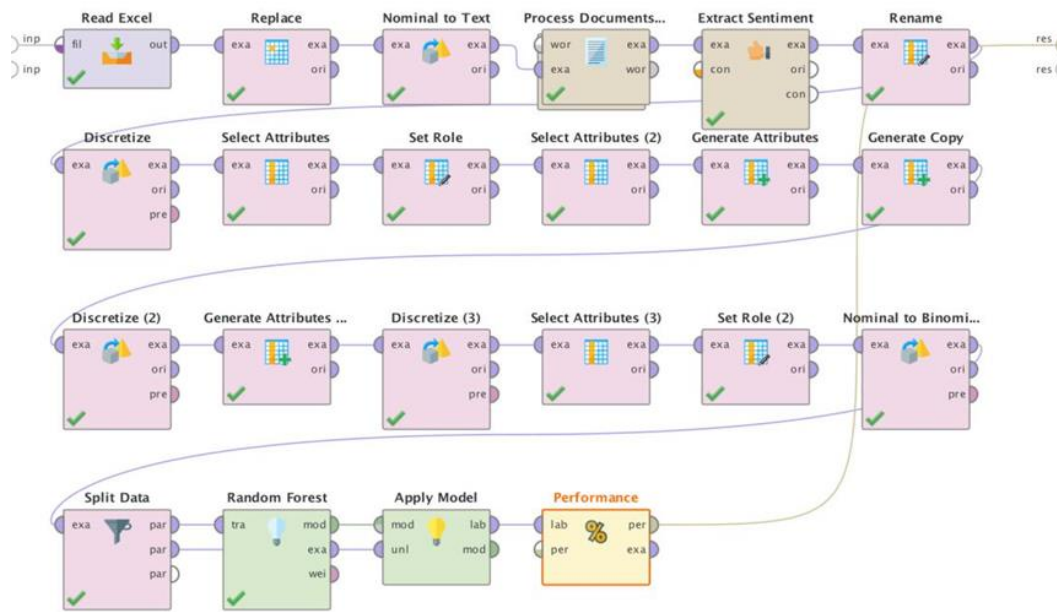 Read Excel Replace Nominal to Text Process Documents... Extract Sentiment Rename
inp fil out exa exa exa exa wor exa exa exa exa exa res
inp ori ori exa wor con ori ori res
con
Discretize Select Attributes Set Role Select Attributes (2) Generate Attributes Generate Copy
exa exa exa exa exa exa exa exa exa exa exa exa
ori ori ori ori ori ori
pre
Discretize (2) Generate Attributes ... Discretize (3) Select Attributes (3) Set Role (2) Nominal to Binomi...
exa exa exa exa exa exa exa exa exa exa exa exa
ori ori ori ori ori ori
pre pre pre
Split Data Random Forest Apply Model Performance
exa par tra mod mod lab lab % per
par exa unl mod per exa
par wei